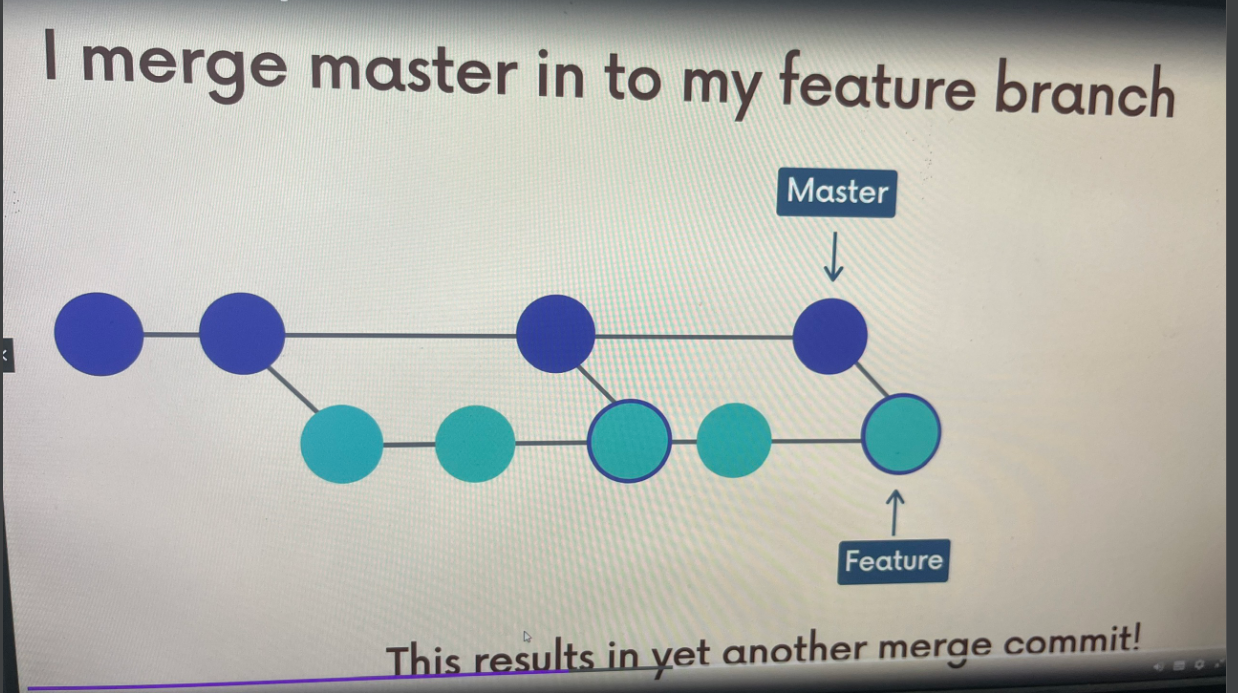 I merge master in to my feature branch
Master
Feature
This results in yet another merge commit!